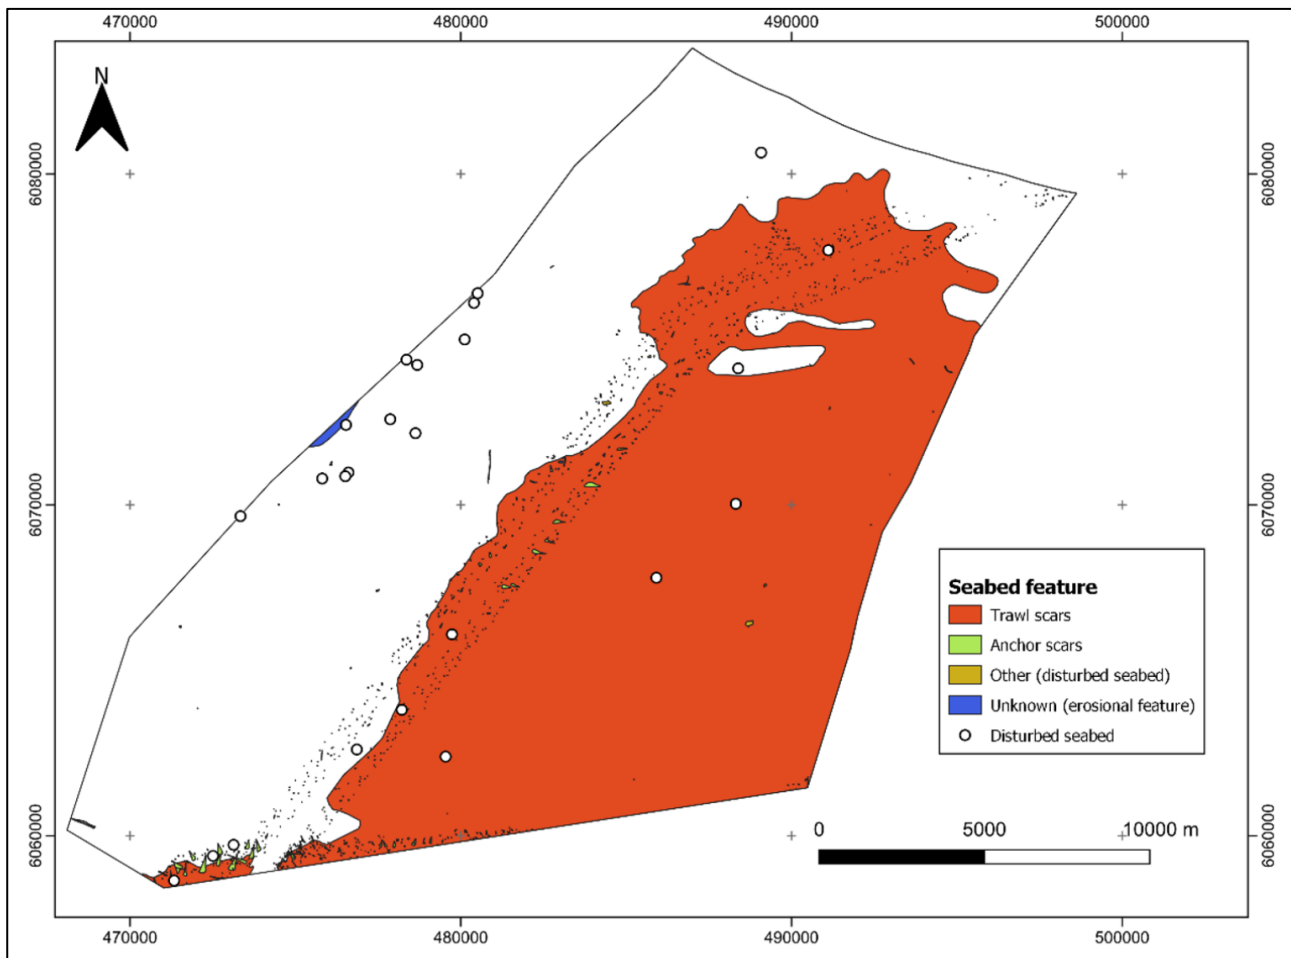 470000 480000 490000 500000
N
6080000 6080000
6070000 6070000
Seabed feature
Trawl scars
Anchor scars
Other (disturbed seabed)
Unknown (erosional feature)
Disturbed seabed
6060000 6060000
0 5000 10000 m
470000 480000 490000 500000